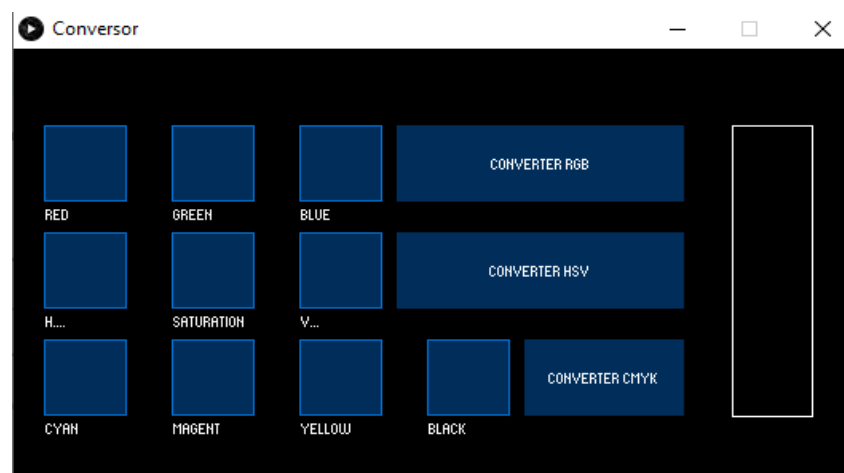 Conversor
CONVERTER RGB
RED GREEN BLUE
CONVERTER HSV
H.... SATURATION V...
CONVERTER CMYK
CYAN MAGENT YELLOW BLACK